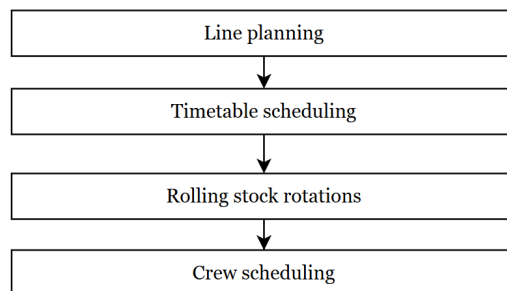 Line planning
Timetable scheduling
Rolling stock rotations
Crew scheduling